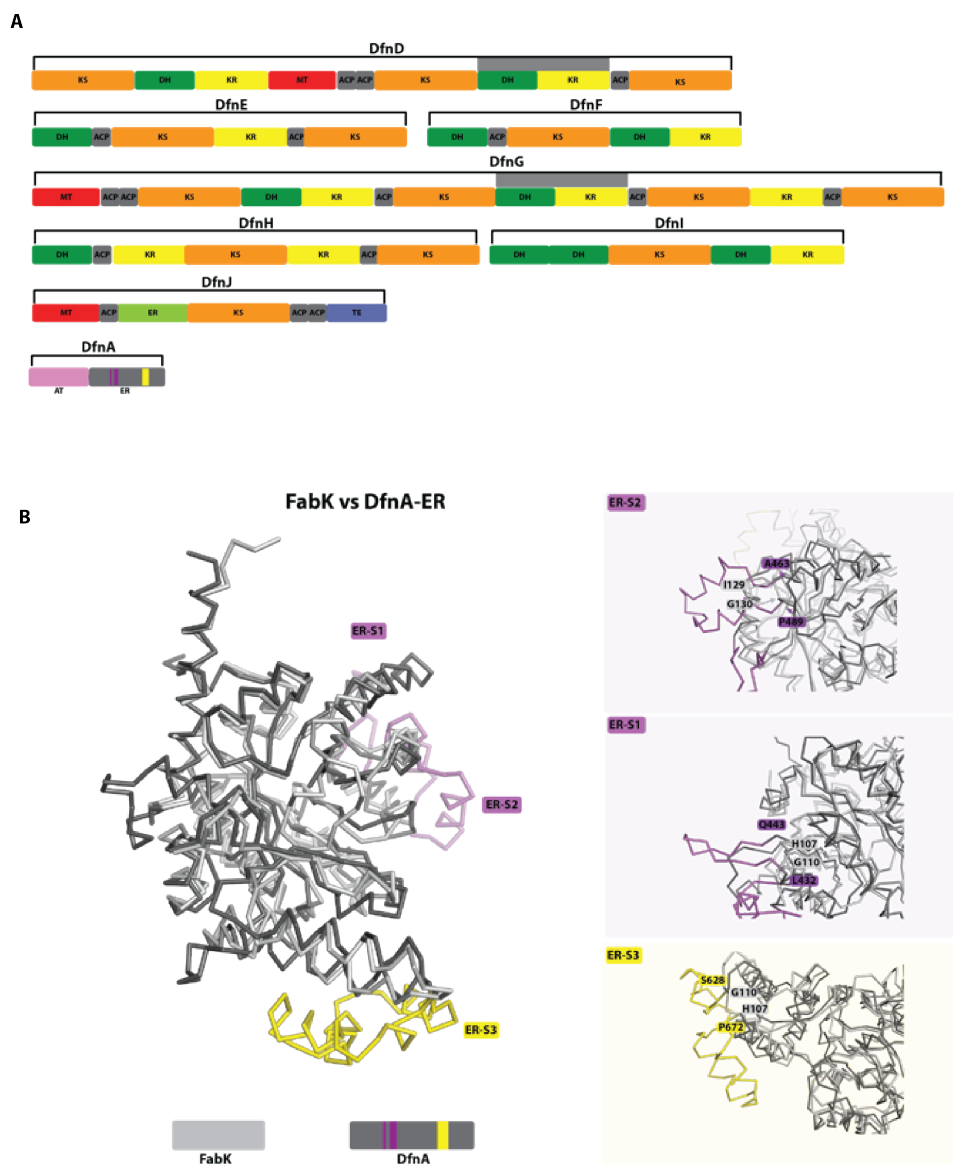 A
DfnD
KS DH KR MT ACP ACP KS DH KR ACP KS
DfnE DfnF
DH ACP KS KR ACP KS DH ACP KS DH KR
DfnG
MT ACP ACP KS DH KR ACP KS DH KR ACP KS KR ACP KS
DfnH DfnI
DH ACP KR KS KR ACP KS DH DH KS DH KR
DfnJ
MT ACP ER KS ACP ACP TE
DfnA
AT ER
B
FabK vs DfnA-ER
ER-S1
ER-S2
ER-S3
FabK DfnA
ER-S2
A463
I129
G130
P489
ER-S1
Q443
H107
G110
L432
ER-S3
S628
G110
H107
P672